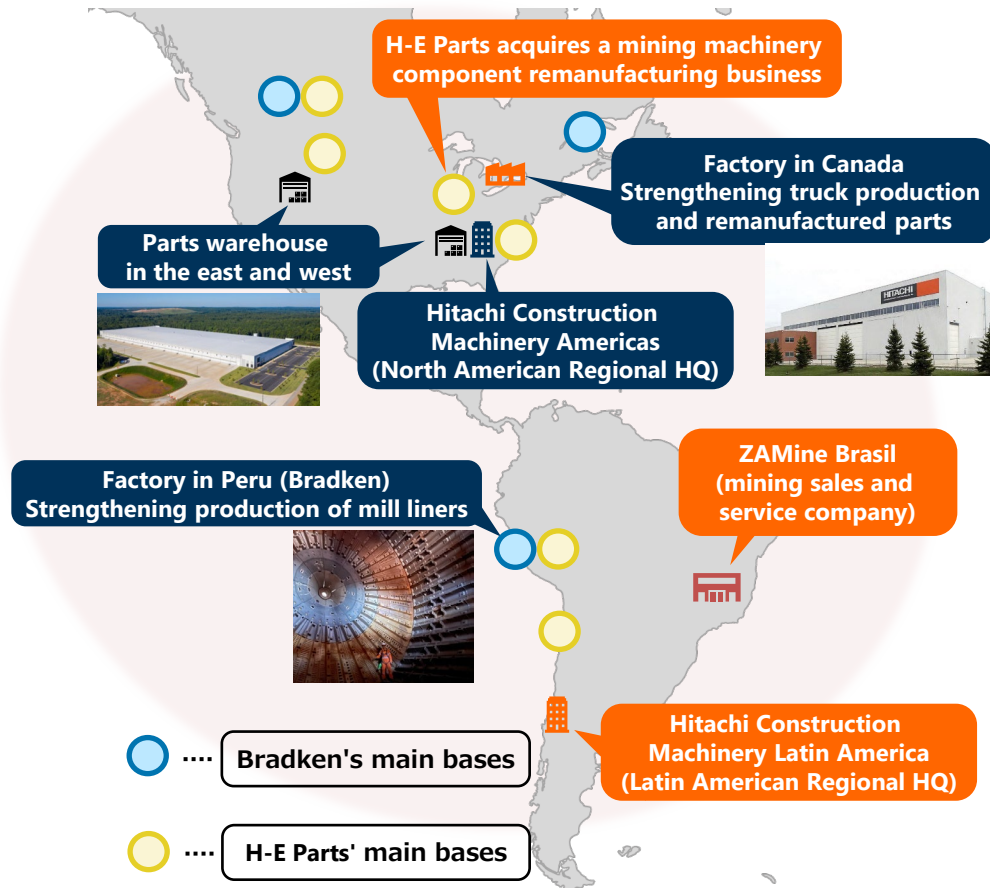 H-E Parts acquires a mining machinery
component remanufacturing business
Factory in Canada
Strengthening truck production
and remanufactured parts
Parts warehouse
in the east and west
HITACHI
Hitachi Construction
Machinery Americas
(North American Regional HQ)
ZAMine Brasil
(mining sales and
service company)
Factory in Peru (Bradken)
Strengthening production of mill liners
Hitachi Construction
Machinery Latin America
(Latin American Regional HQ)
···· Bradken's main bases
···· H-E Parts' main bases